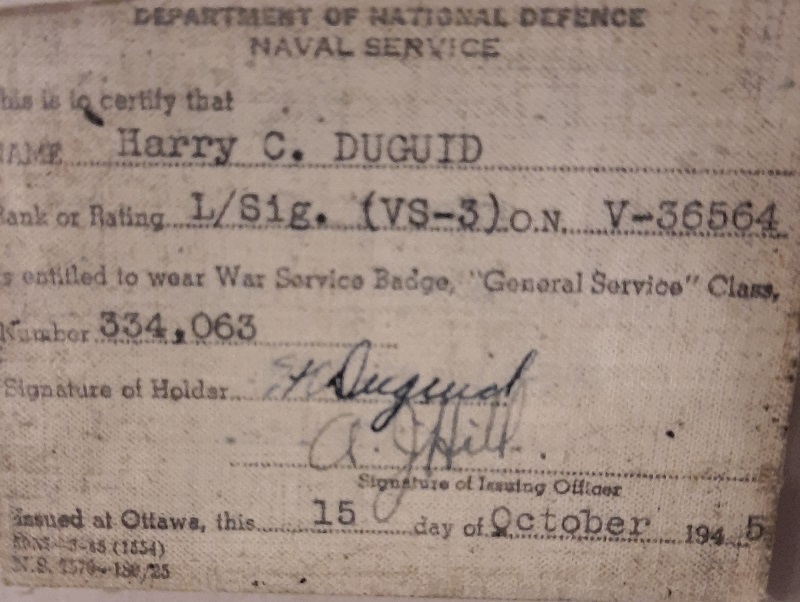 DEPARTMENT OF NATIONAL DEFENCE
NAVAL SERVICE
his is to certify that
NAME Harry C. DUGUID
Rank or Rating L/Sig. (VS-3) O.N. V-36564
s entitled to wear War Service Badge, "General Service" Class,
Number 334,063
Signature of Holder H Duguid
A. J Hill
Signature of Issuing Officer
Issued at Ottawa, this 15 day of October 1945